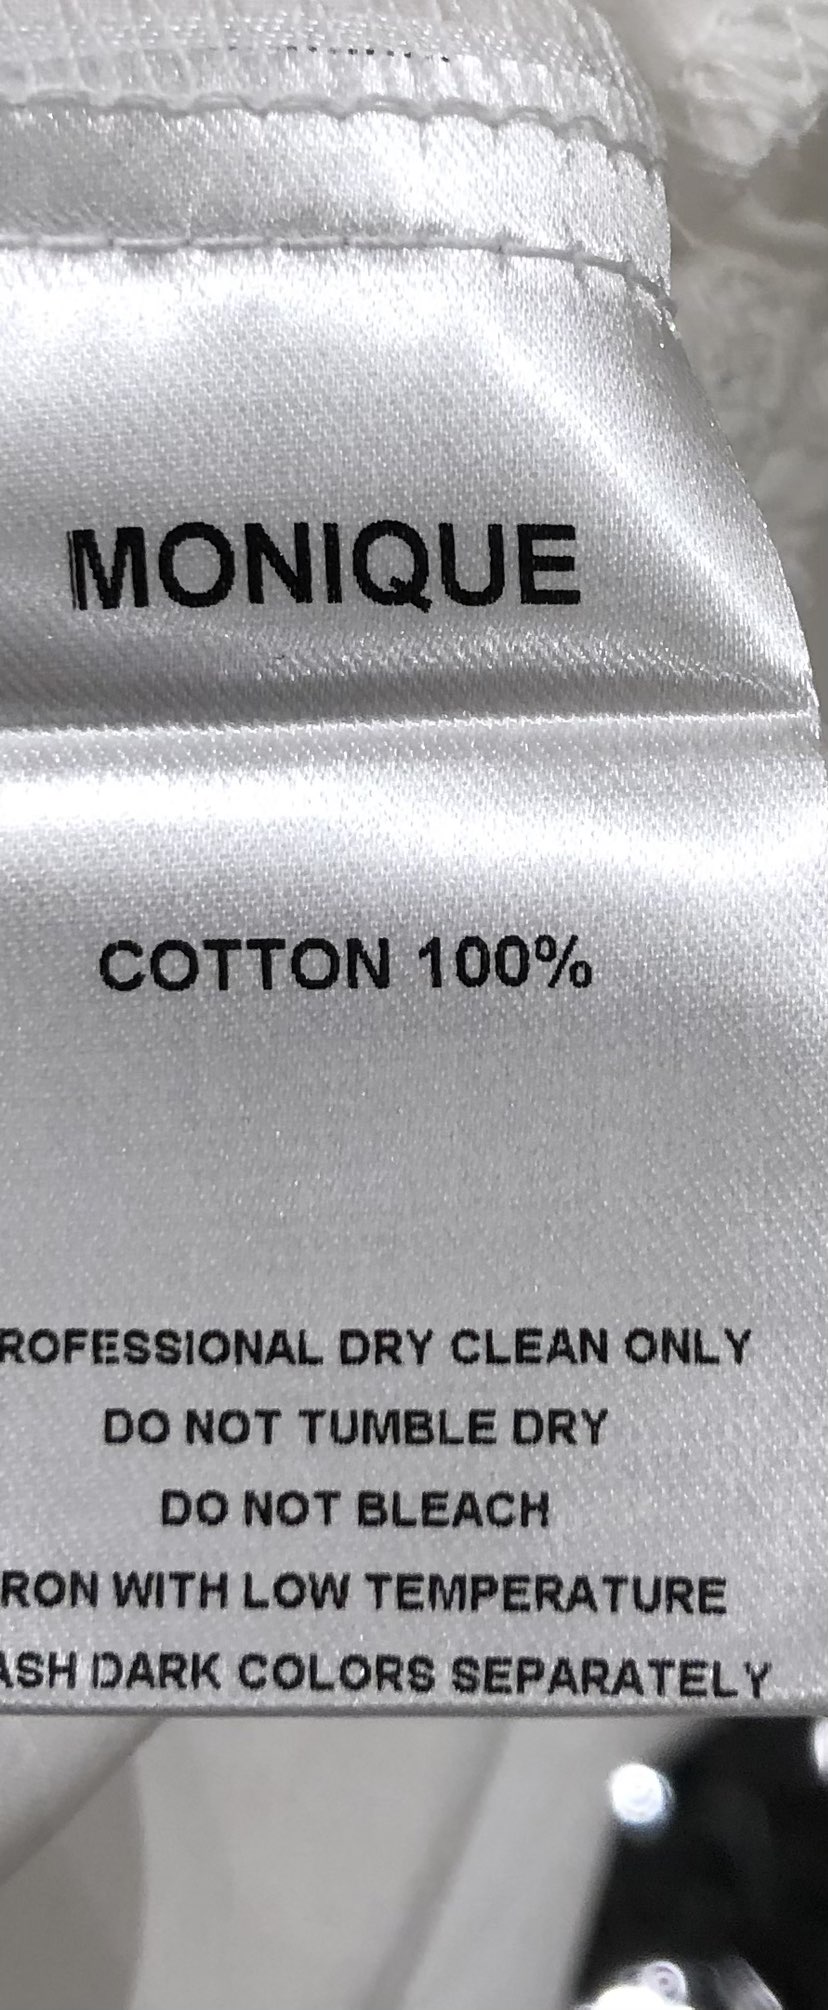 MONIQUE
COTTON 100%
ROFESSIONAL DRY CLEAN ONLY
DO NOT TUMBLE DRY
DO NOT BLEACH
RON WITH LOW TEMPERATURE
ASH DARK COLORS SEPARATELY